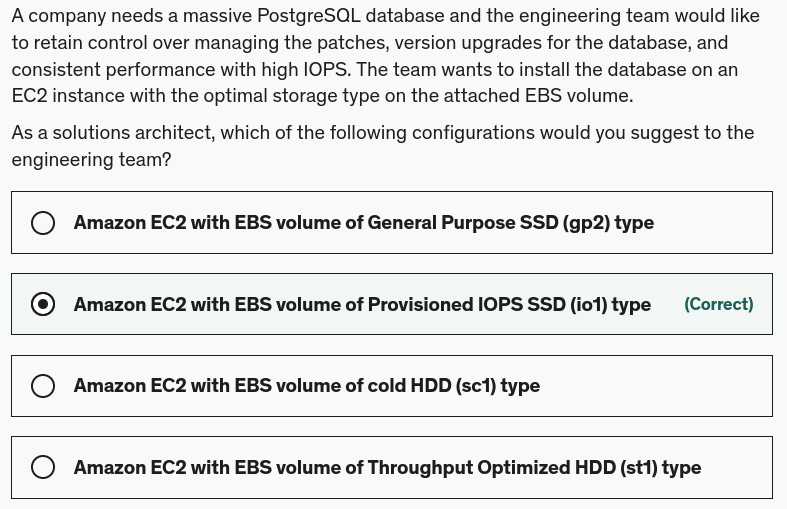 A company needs a massive PostgreSQL database and the engineering team would like
to retain control over managing the patches, version upgrades for the database, and
consistent performance with high IOPS. The team wants to install the database on an
EC2 instance with the optimal storage type on the attached EBS volume.
As a solutions architect, which of the following configurations would you suggest to the
engineering team?
Amazon EC2 with EBS volume of General Purpose SSD (gp2) type
Amazon EC2 with EBS volume of Provisioned IOPS SSD (io1) type (Correct)
Amazon EC2 with EBS volume of cold HDD (sc1) type
Amazon EC2 with EBS volume of Throughput Optimized HDD (st1) type